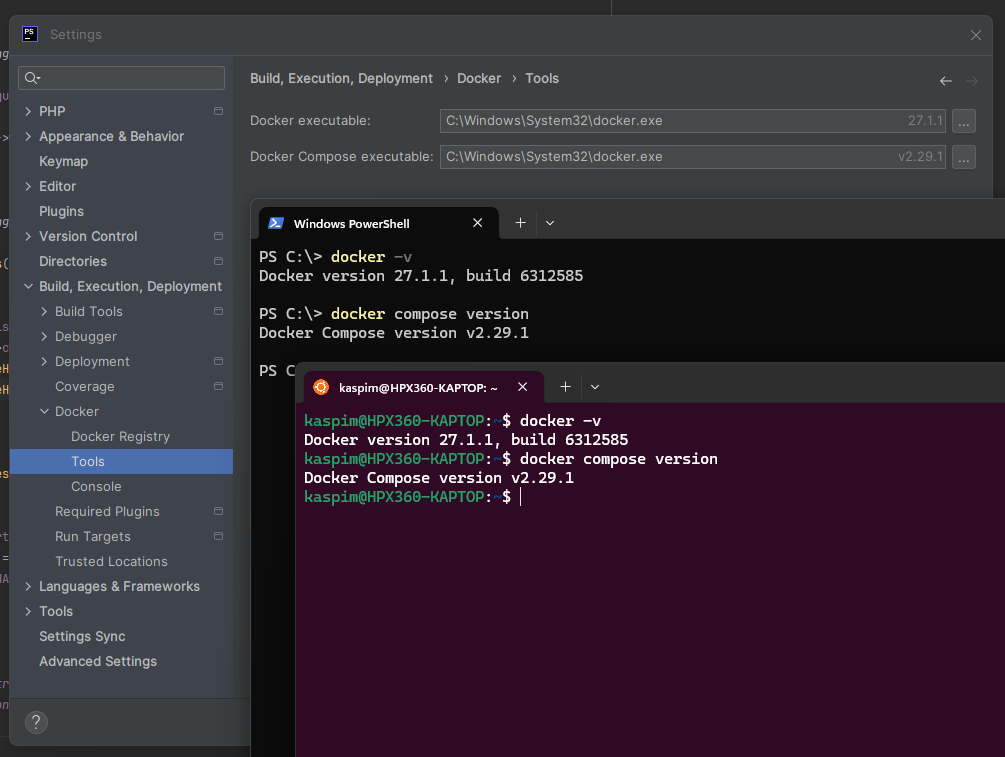 PS
Settings
PHP
Appearance & Behavior
Keymap
Editor
Plugins
Version Control
Directories
Build, Execution, Deployment
Build Tools
Debugger
Deployment
Coverage
Docker
Docker Registry
Tools
Console
Required Plugins
Run Targets
Trusted Locations
Languages & Frameworks
Tools
Settings Sync
Advanced Settings
?
Build, Execution, Deployment › Docker › Tools
Docker executable: C:\Windows\System32\docker.exe 27.1.1 ...
Docker Compose executable: C:\Windows\System32\docker.exe v2.29.1 ...
Windows PowerShell
PS C:\> docker -v
Docker version 27.1.1, build 6312585
PS C:\> docker compose version
Docker Compose version v2.29.1
PS C
kaspim@HPX360-KAPTOP: ~
kaspim@HPX360-KAPTOP:~$ docker -v
Docker version 27.1.1, build 6312585
kaspim@HPX360-KAPTOP:~$ docker compose version
Docker Compose version v2.29.1
kaspim@HPX360-KAPTOP:~$